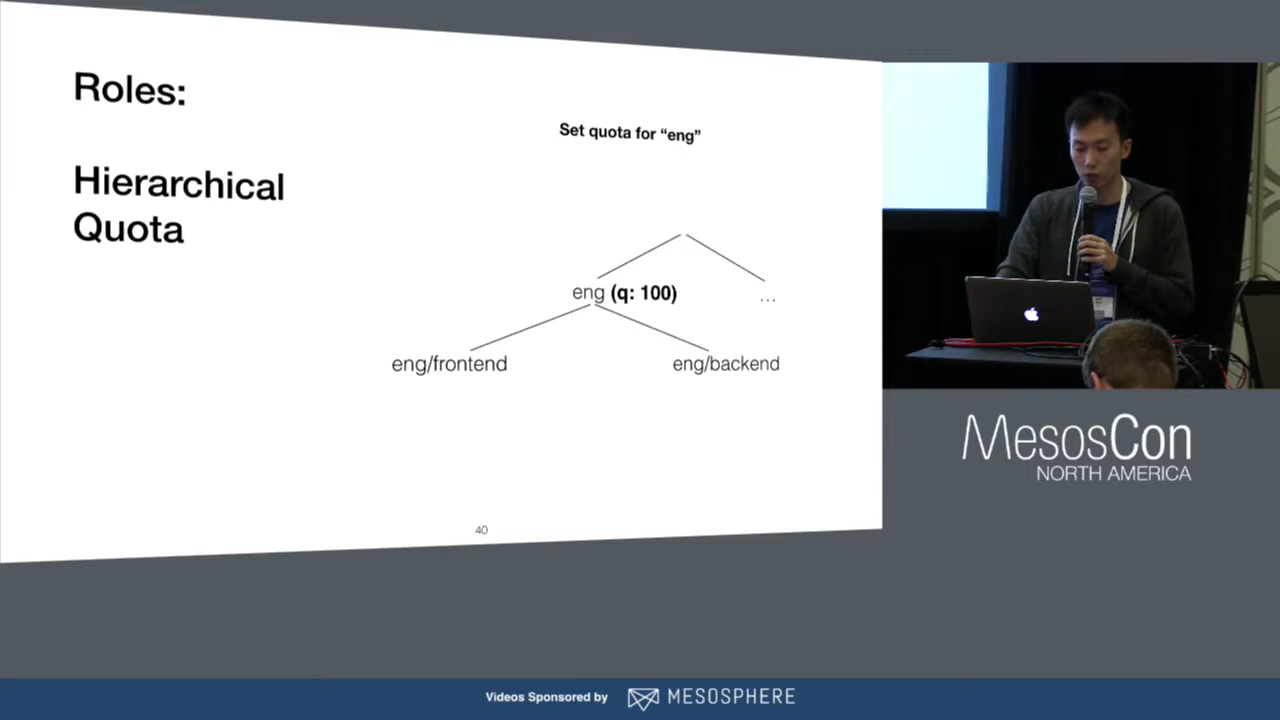 Roles:
Hierarchical
Quota
Set quota for “eng”
eng (q: 100)
...
eng/frontend
eng/backend
40
MesosCon
NORTH AMERICA
Videos Sponsored by
MESOSPHERE